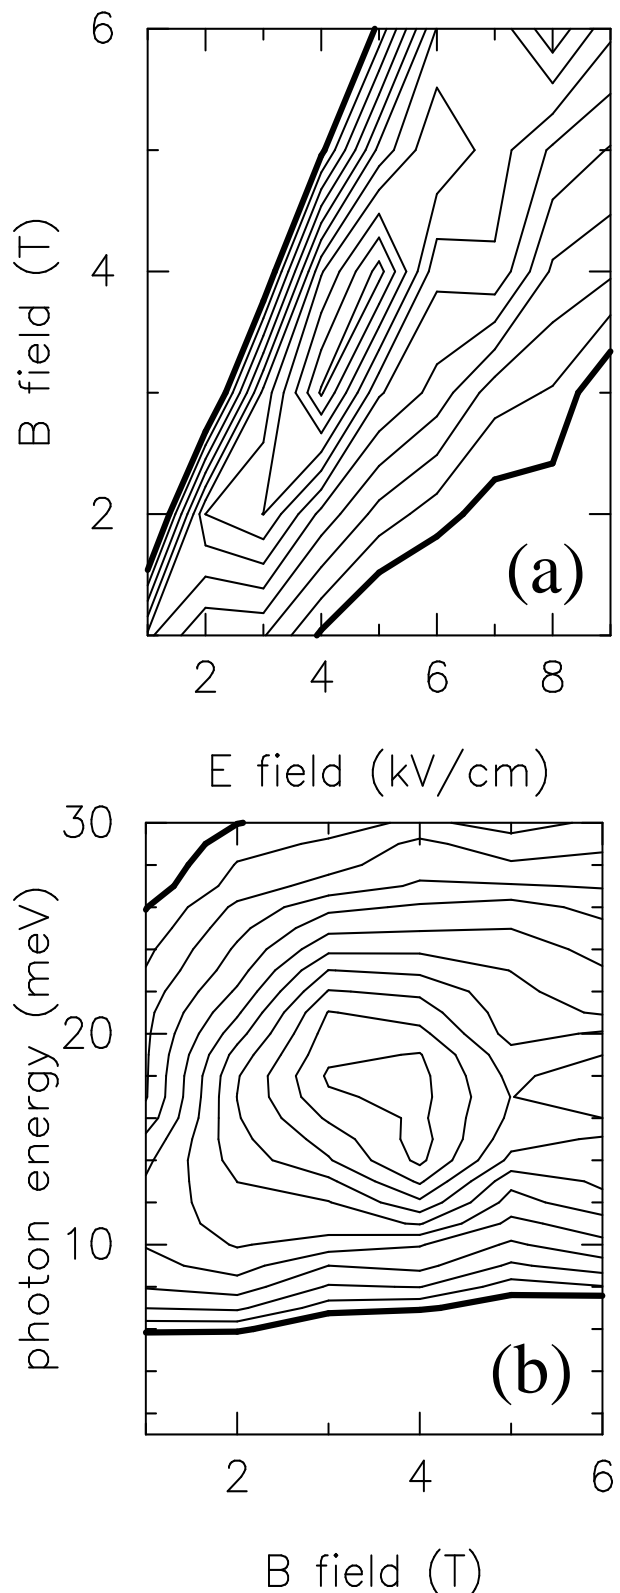 6
4
2
B field (T)
(a)
2 4 6 8
E field (kV/cm)
30
20
10
photon energy (meV)
(b)
2 4 6
B field (T)